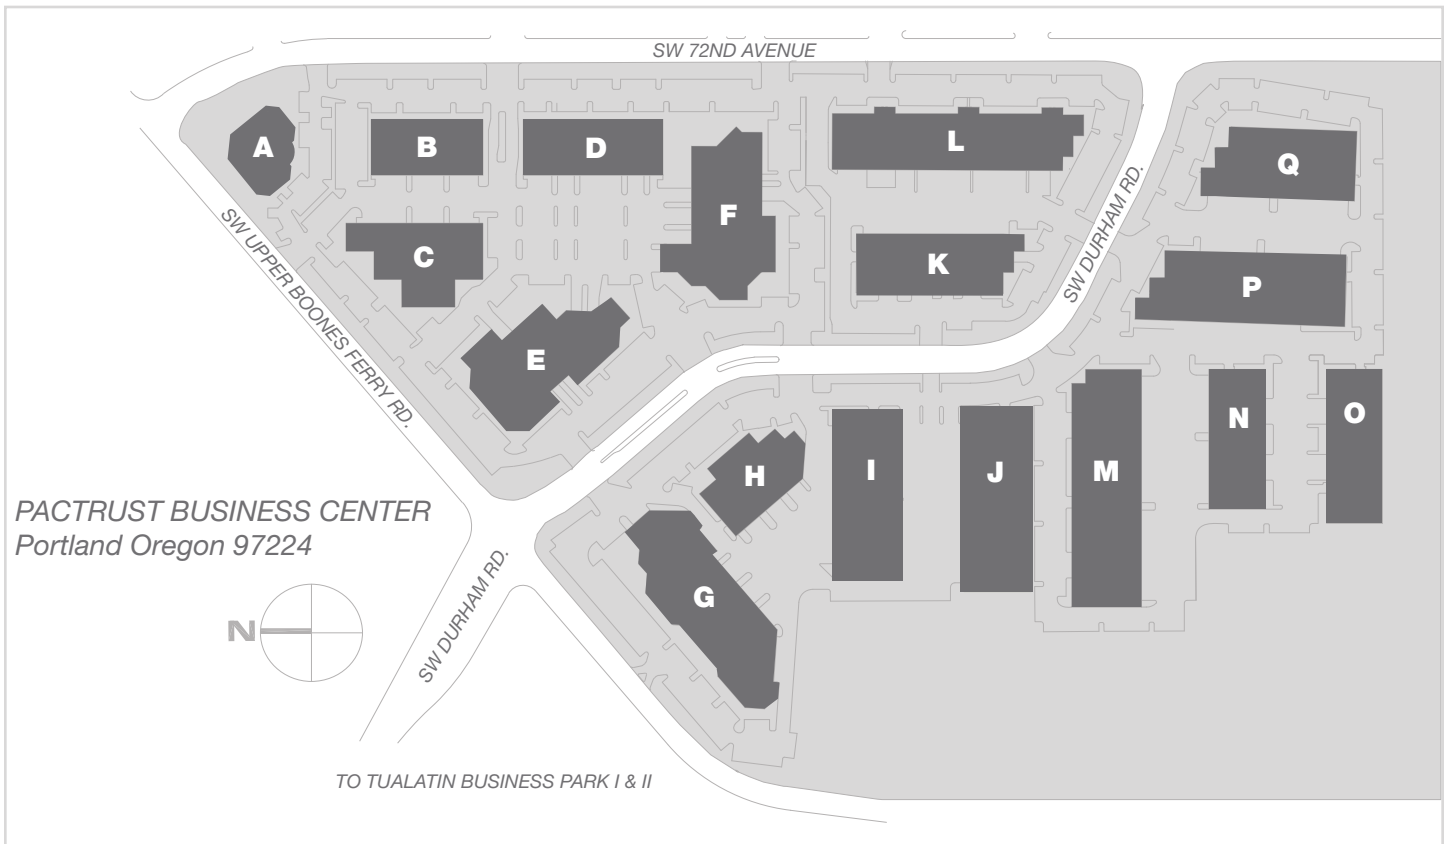 SW 72ND AVENUE
A
B
D
L
Q
F
SW UPPER BOONES FERRY RD.
C
K
SW DURHAM RD.
P
E
H
I
J
M
N
O
PACTRUST BUSINESS CENTER
Portland Oregon 97224
G
SW DURHAM RD.
N
TO TUALATIN BUSINESS PARK I & II